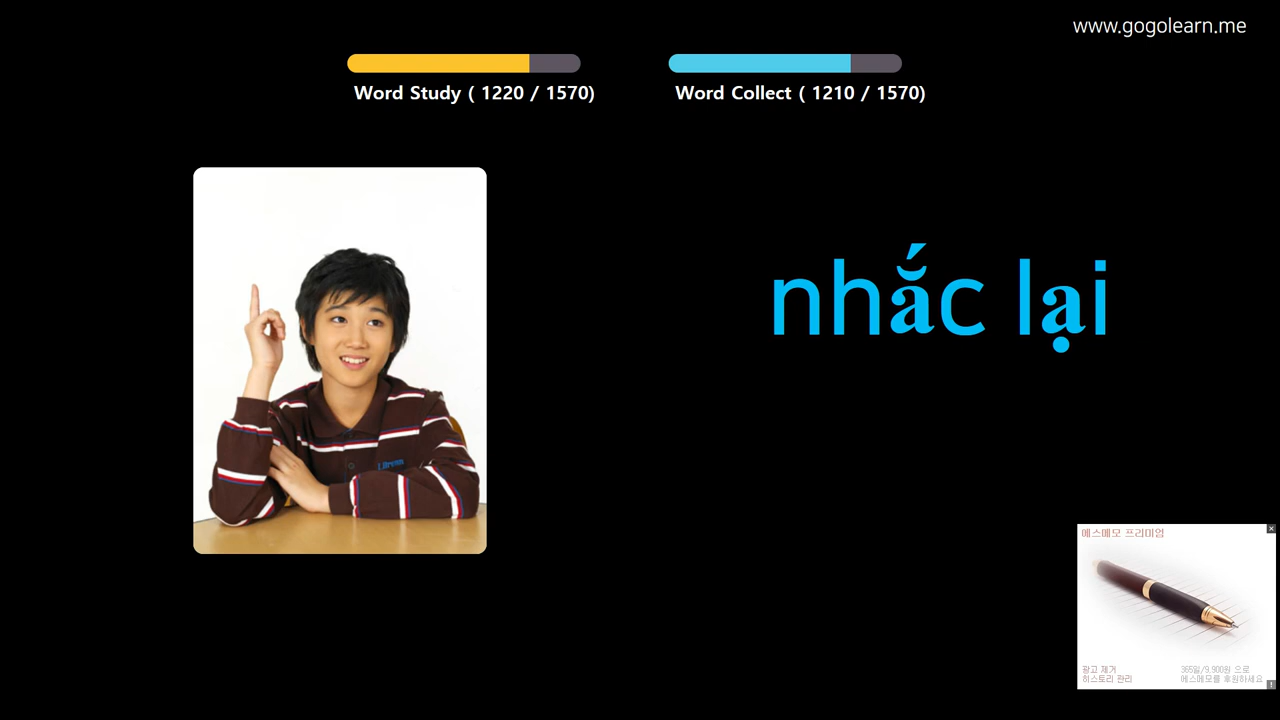 www.gogolearn.me
Word Study ( 1220 / 1570)
Word Collect ( 1210 / 1570)
nhắc lại
에스메모 프리미엄
광고 제거
히스토리 관리
365일/9,900원 으로
에스메모를 후원하세요